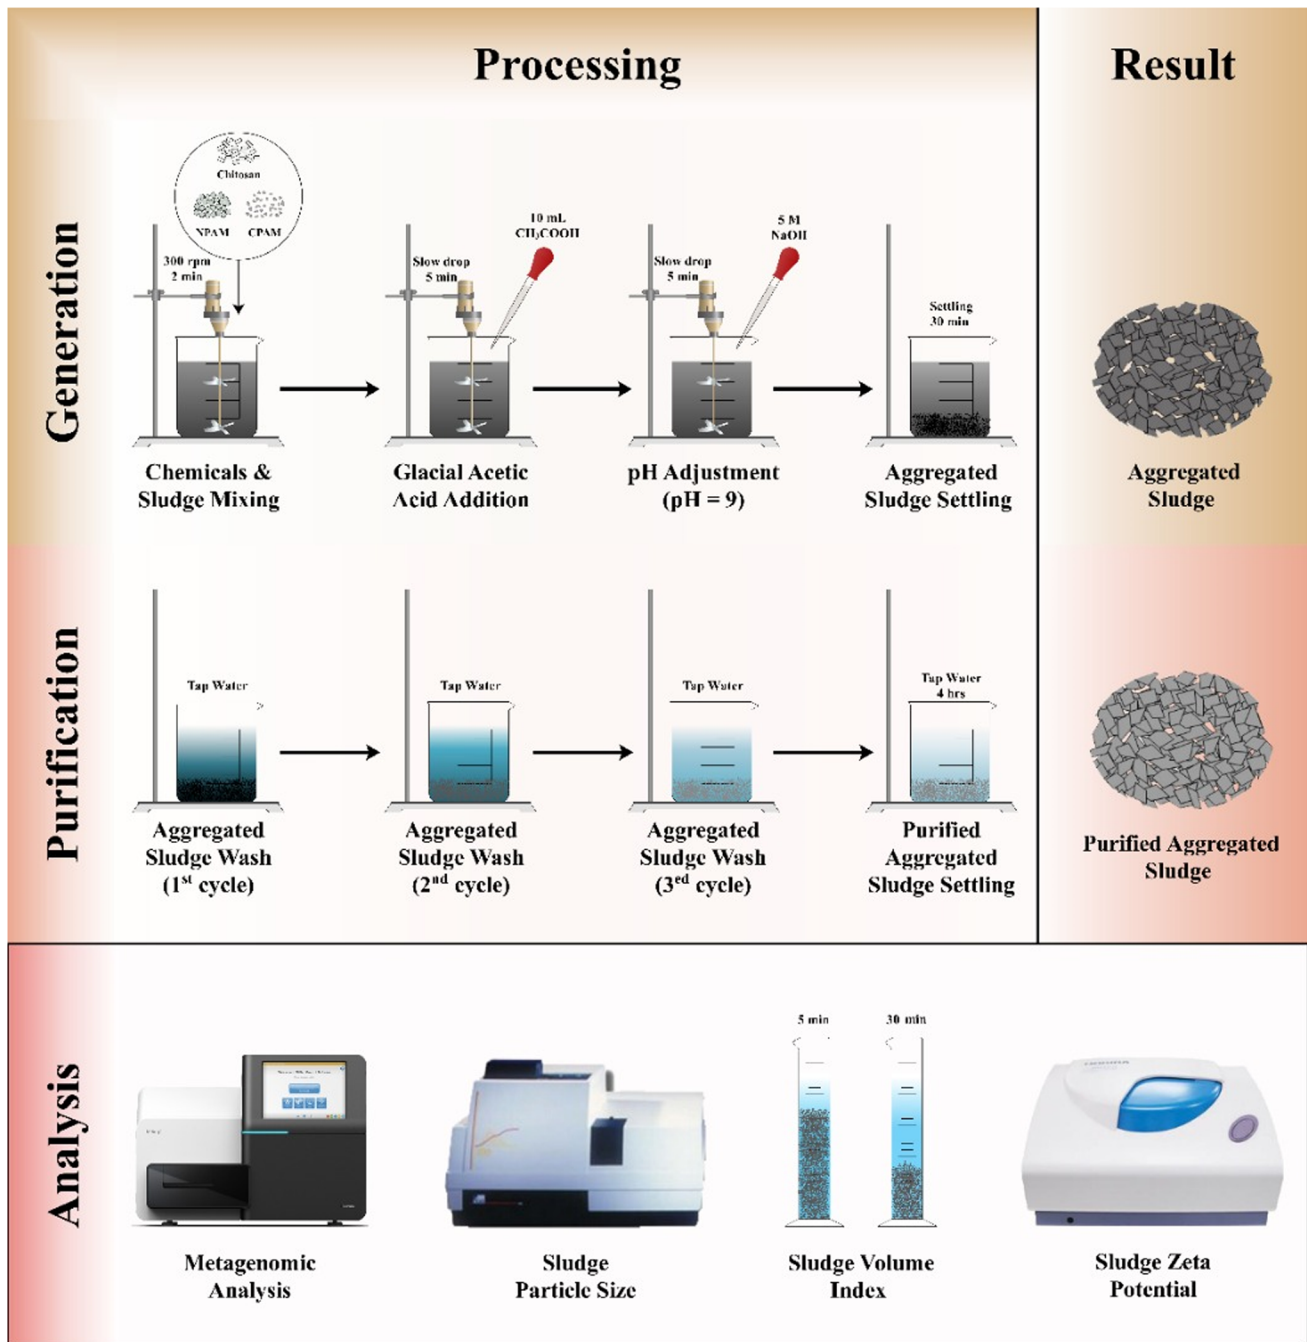 Processing
Result
Generation
Chitosan
NPAM CPAM
300 rpm
2 min
Slow drop
5 min
10 mL
CH₃COOH
Slow drop
5 min
5 M
NaOH
Settling
30 min
Chemicals &
Sludge Mixing
Glacial Acetic
Acid Addition
pH Adjustment
(pH = 9)
Aggregated
Sludge Settling
Aggregated
Sludge
Purification
Tap Water
Tap Water
Tap Water
Tap Water
4 hrs
Aggregated
Sludge Wash
(1st cycle)
Aggregated
Sludge Wash
(2nd cycle)
Aggregated
Sludge Wash
(3ed cycle)
Purified
Aggregated
Sludge Settling
Purified Aggregated
Sludge
Analysis
5 min
30 min
Metagenomic
Analysis
Sludge
Particle Size
Sludge Volume
Index
Sludge Zeta
Potential